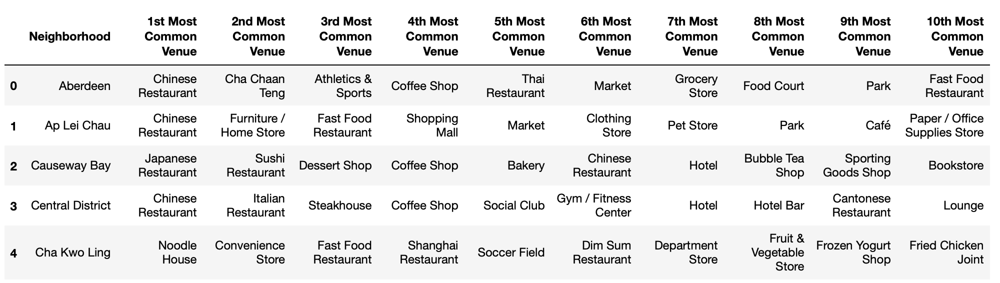 Neighborhood 1st Most Common Venue 2nd Most Common Venue 3rd Most Common Venue 4th Most Common Venue 5th Most Common Venue 6th Most Common Venue 7th Most Common Venue 8th Most Common Venue 9th Most Common Venue 10th Most Common Venue
0 Aberdeen Chinese Restaurant Cha Chaan Teng Athletics & Sports Coffee Shop Thai Restaurant Market Grocery Store Food Court Park Fast Food Restaurant
1 Ap Lei Chau Chinese Restaurant Furniture / Home Store Fast Food Restaurant Shopping Mall Market Clothing Store Pet Store Park Café Paper / Office Supplies Store
2 Causeway Bay Japanese Restaurant Sushi Restaurant Dessert Shop Coffee Shop Bakery Chinese Restaurant Hotel Bubble Tea Shop Sporting Goods Shop Bookstore
3 Central District Chinese Restaurant Italian Restaurant Steakhouse Coffee Shop Social Club Gym / Fitness Center Hotel Hotel Bar Cantonese Restaurant Lounge
4 Cha Kwo Ling Noodle House Convenience Store Fast Food Restaurant Shanghai Restaurant Soccer Field Dim Sum Restaurant Department Store Fruit & Vegetable Store Frozen Yogurt Shop Fried Chicken Joint